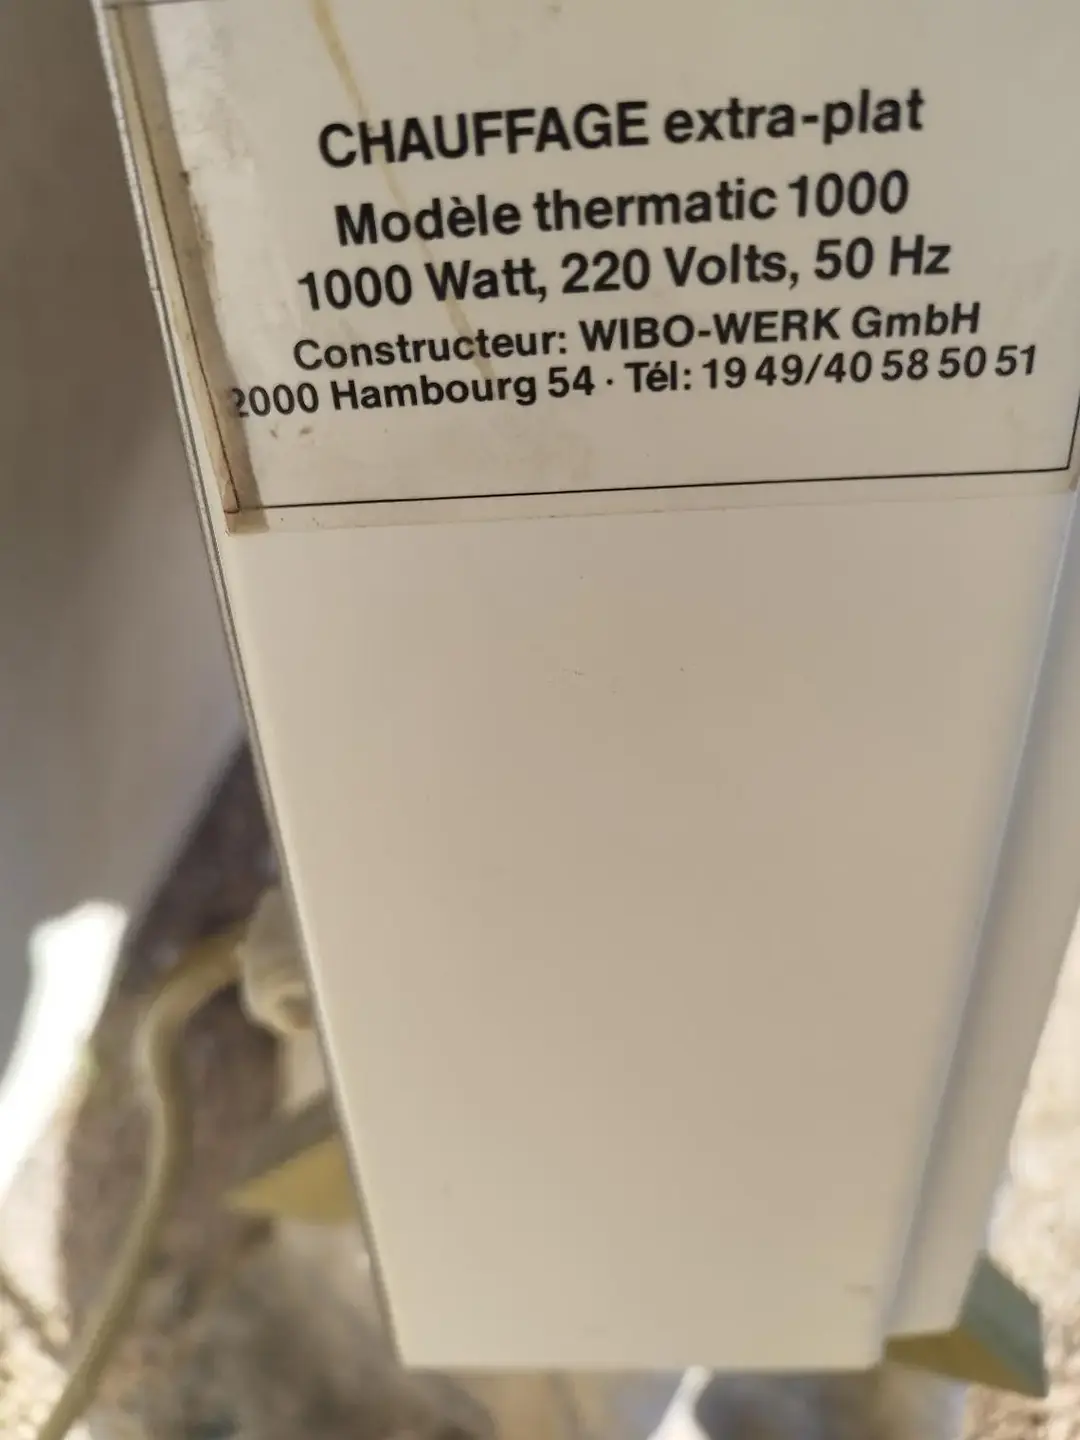 CHAUFFAGE extra-plat
Modèle thermatic 1000
1000 Watt, 220 Volts, 50 Hz
Constructeur: WIBO-WERK GmbH
2000 Hambourg 54 · Tél: 19 49/40 58 50 51